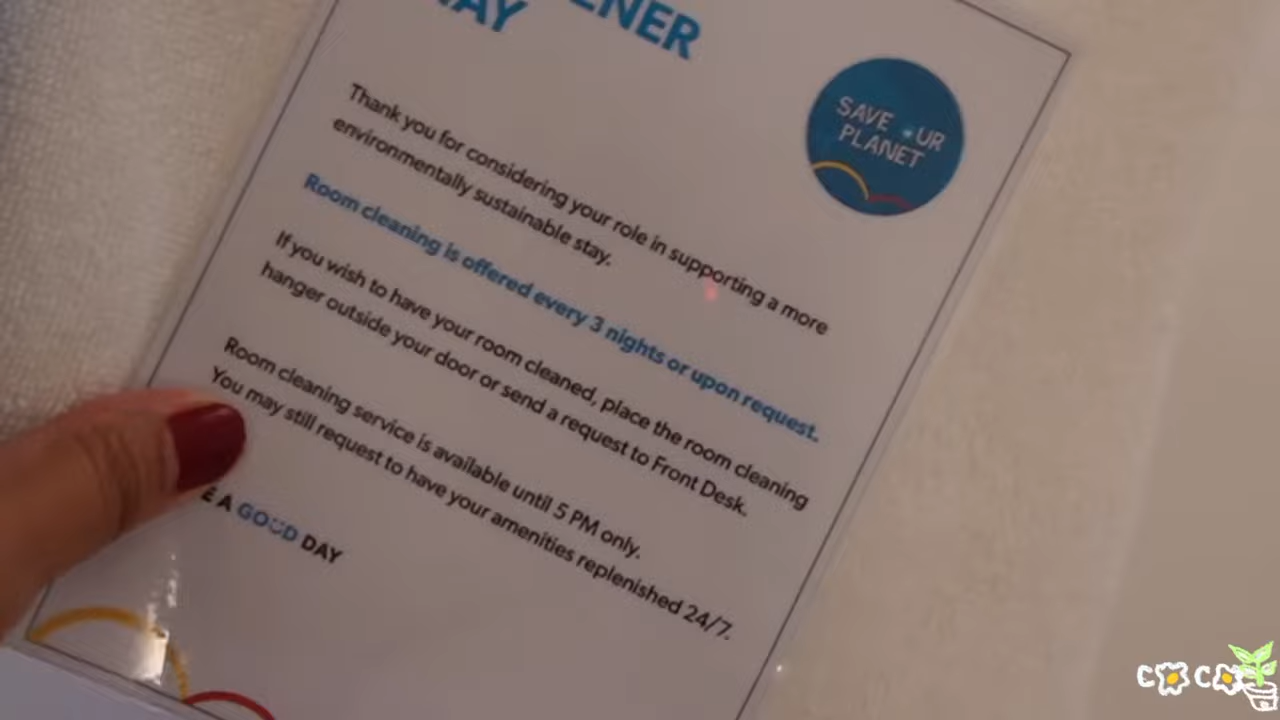 SAVE UR
PLANET
Thank you for considering your role in supporting a more
environmentally sustainable stay.
Room cleaning is offered every 3 nights or upon request.
If you wish to have your room cleaned, place the room cleaning
hanger outside your door or send a request to Front Desk.
Room cleaning service is available until 5 PM only.
You may still request to have your amenities replenished 24/7.
E A GOOD DAY
COCO